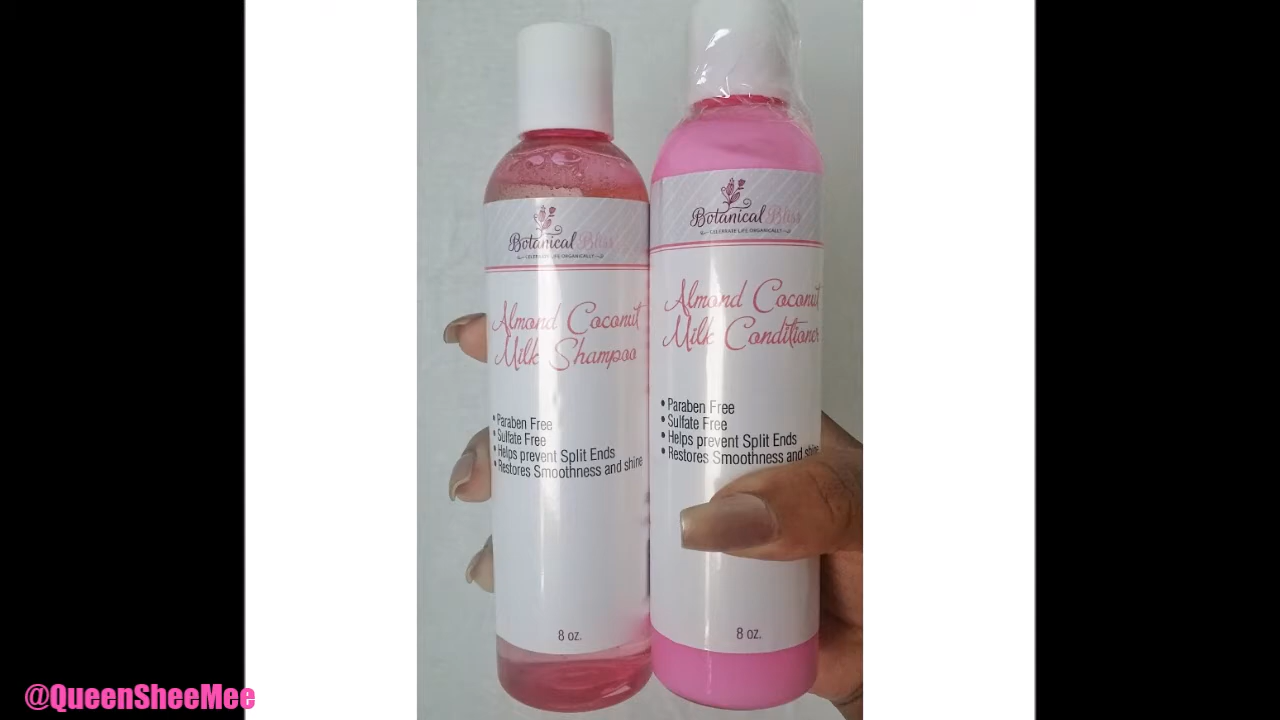 Botanical Bliss
CELEBRATE LIFE ORGANICALLY
Almond Coconut
Milk Shampoo
• Paraben Free
• Sulfate Free
• Helps prevent Split Ends
• Restores Smoothness and shine
8 oz.
Botanical Bliss
CELEBRATE LIFE ORGANICALLY
Almond Coconut
Milk Conditioner
• Paraben Free
• Sulfate Free
• Helps prevent Split Ends
• Restores Smoothness and shine
8 oz.
@QueenSheeMee